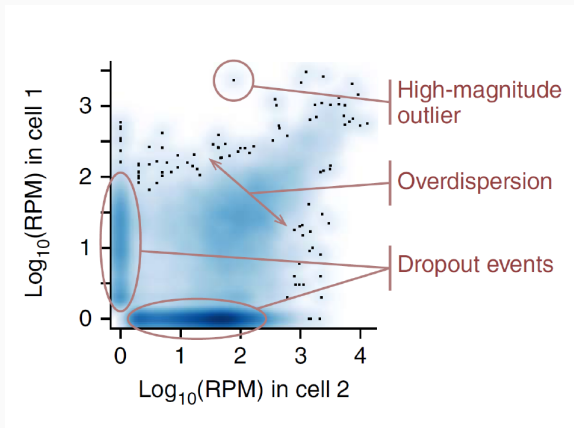 High-magnitude
outlier
3
Overdispersion
2
Log10(RPM) in cell 1
1
Dropout events
0
0 1 2 3 4
Log10(RPM) in cell 2